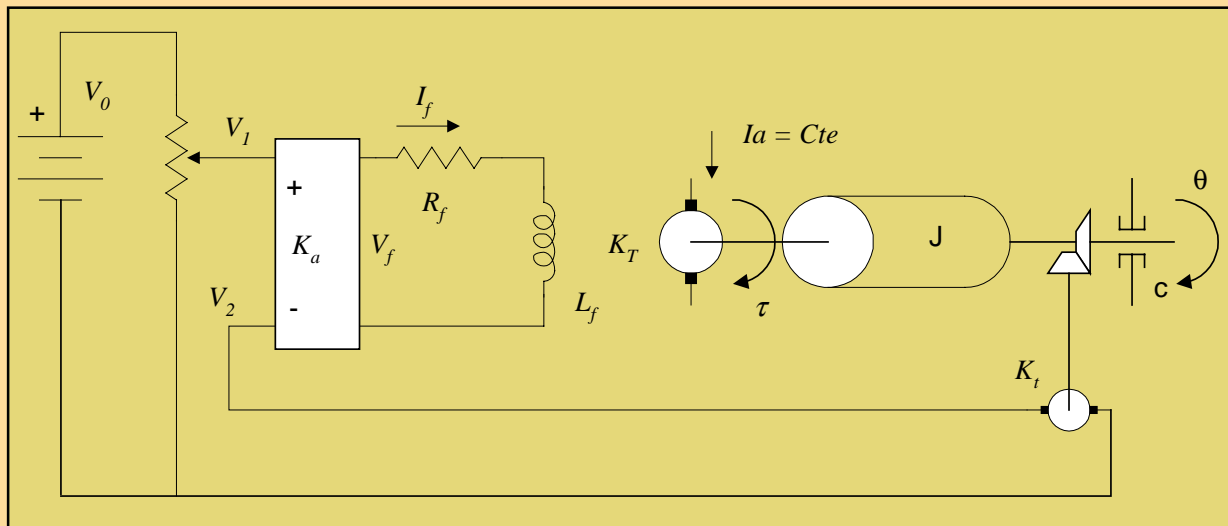 +
V0
V1
If
Ia = Cte
θ
+
Rf
Ka
Vf
KT
J
V2
-
Lf
τ
c
Kt